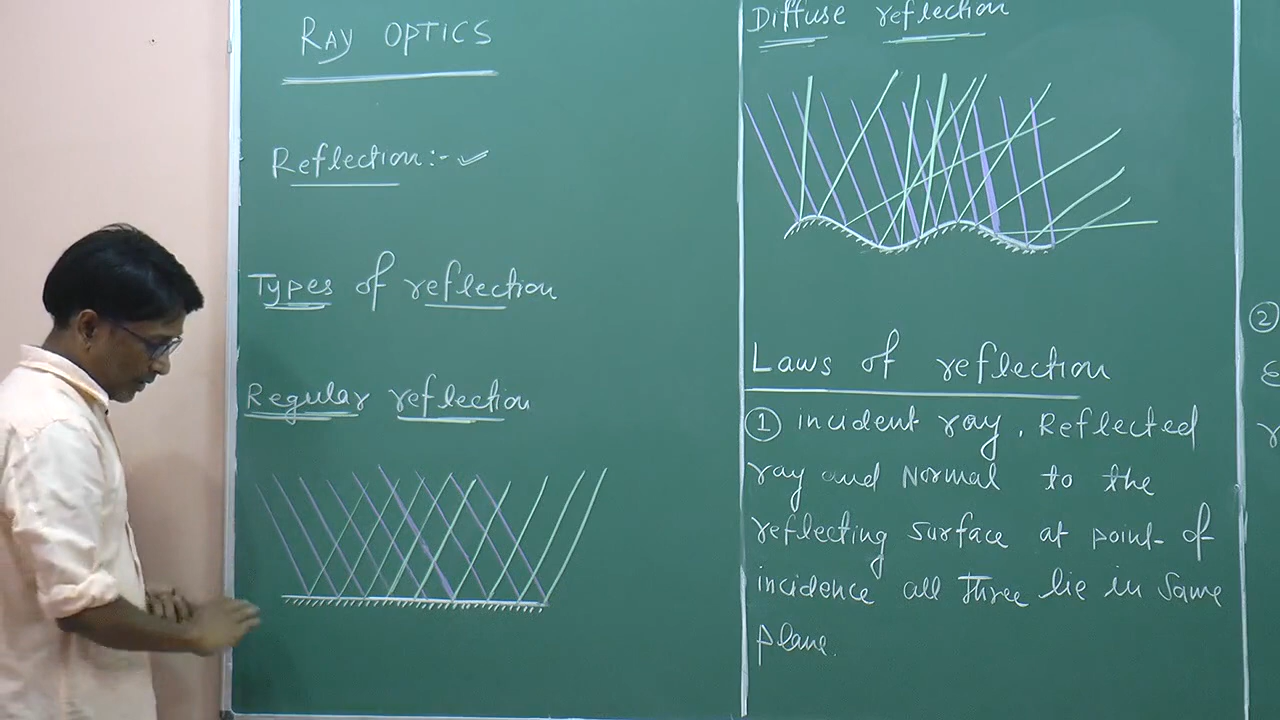 RAY OPTICS
Reflection:-
Types of reflection
Regular reflection
Diffuse reflection
Laws of reflection
① incident ray, Reflected
ray and Normal to the
reflecting surface at point of
incidence all three lie in same
plane.
②